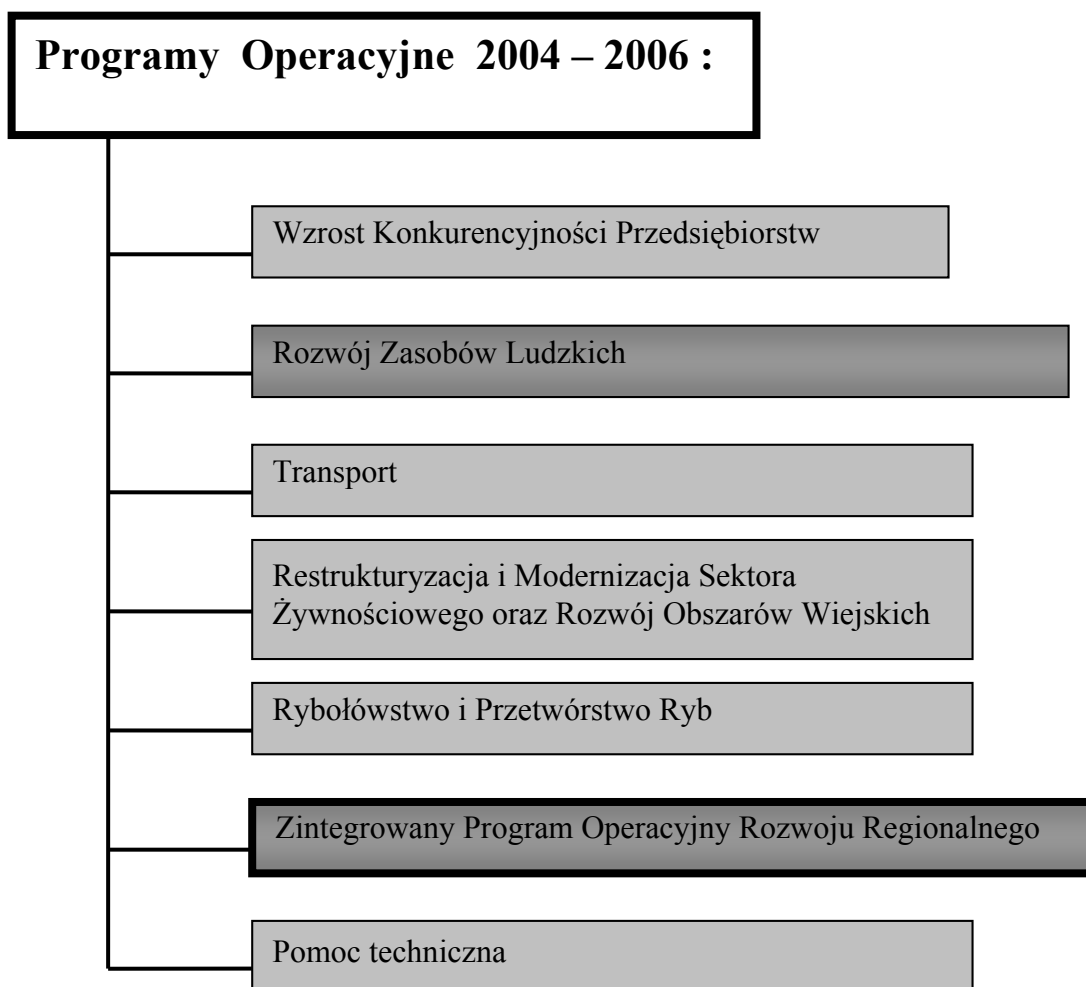 Programy Operacyjne 2004 – 2006 :
Wzrost Konkurencyjności Przedsiębiorstw
Rozwój Zasobów Ludzkich
Transport
Restrukturyzacja i Modernizacja Sektora
Żywnościowego oraz Rozwój Obszarów Wiejskich
Rybołówstwo i Przetwórstwo Ryb
Zintegrowany Program Operacyjny Rozwoju Regionalnego
Pomoc techniczna